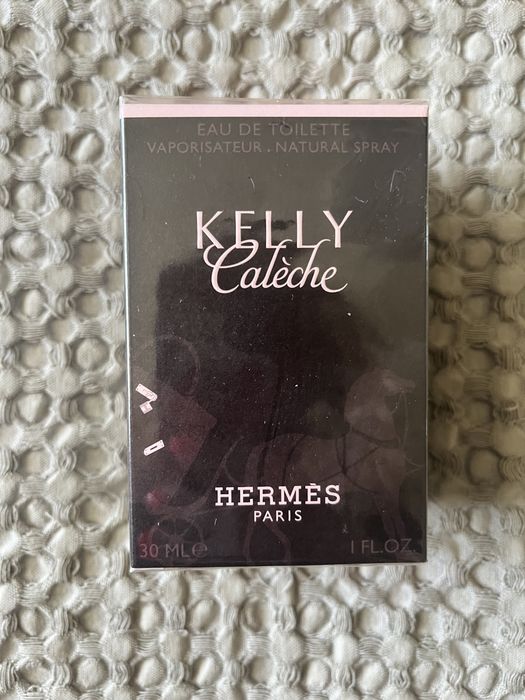 EAU DE TOILETTE
VAPORISATEUR . NATURAL SPRAY
KELLY
Calèche
HERMÈS
PARIS
30 ML℮ 1 FL.OZ.